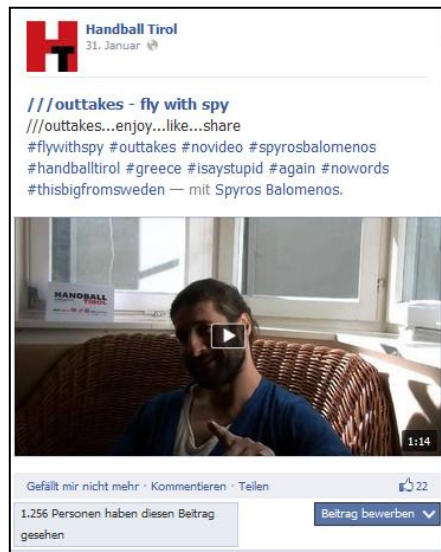 HT
Handball Tirol
31. Januar
///outtakes - fly with spy
///outtakes...enjoy...like...share
#flywithspy #outtakes #novideo #spyrosbalomenos
#handballtirol #greece #isaystupid #again #nowords
#thisbigfromsweden — mit Spyros Balomenos.
HANDBALL
TIROL
1:14
Gefällt mir nicht mehr · Kommentieren · Teilen
22
1.256 Personen haben diesen Beitrag
gesehen
Beitrag bewerben